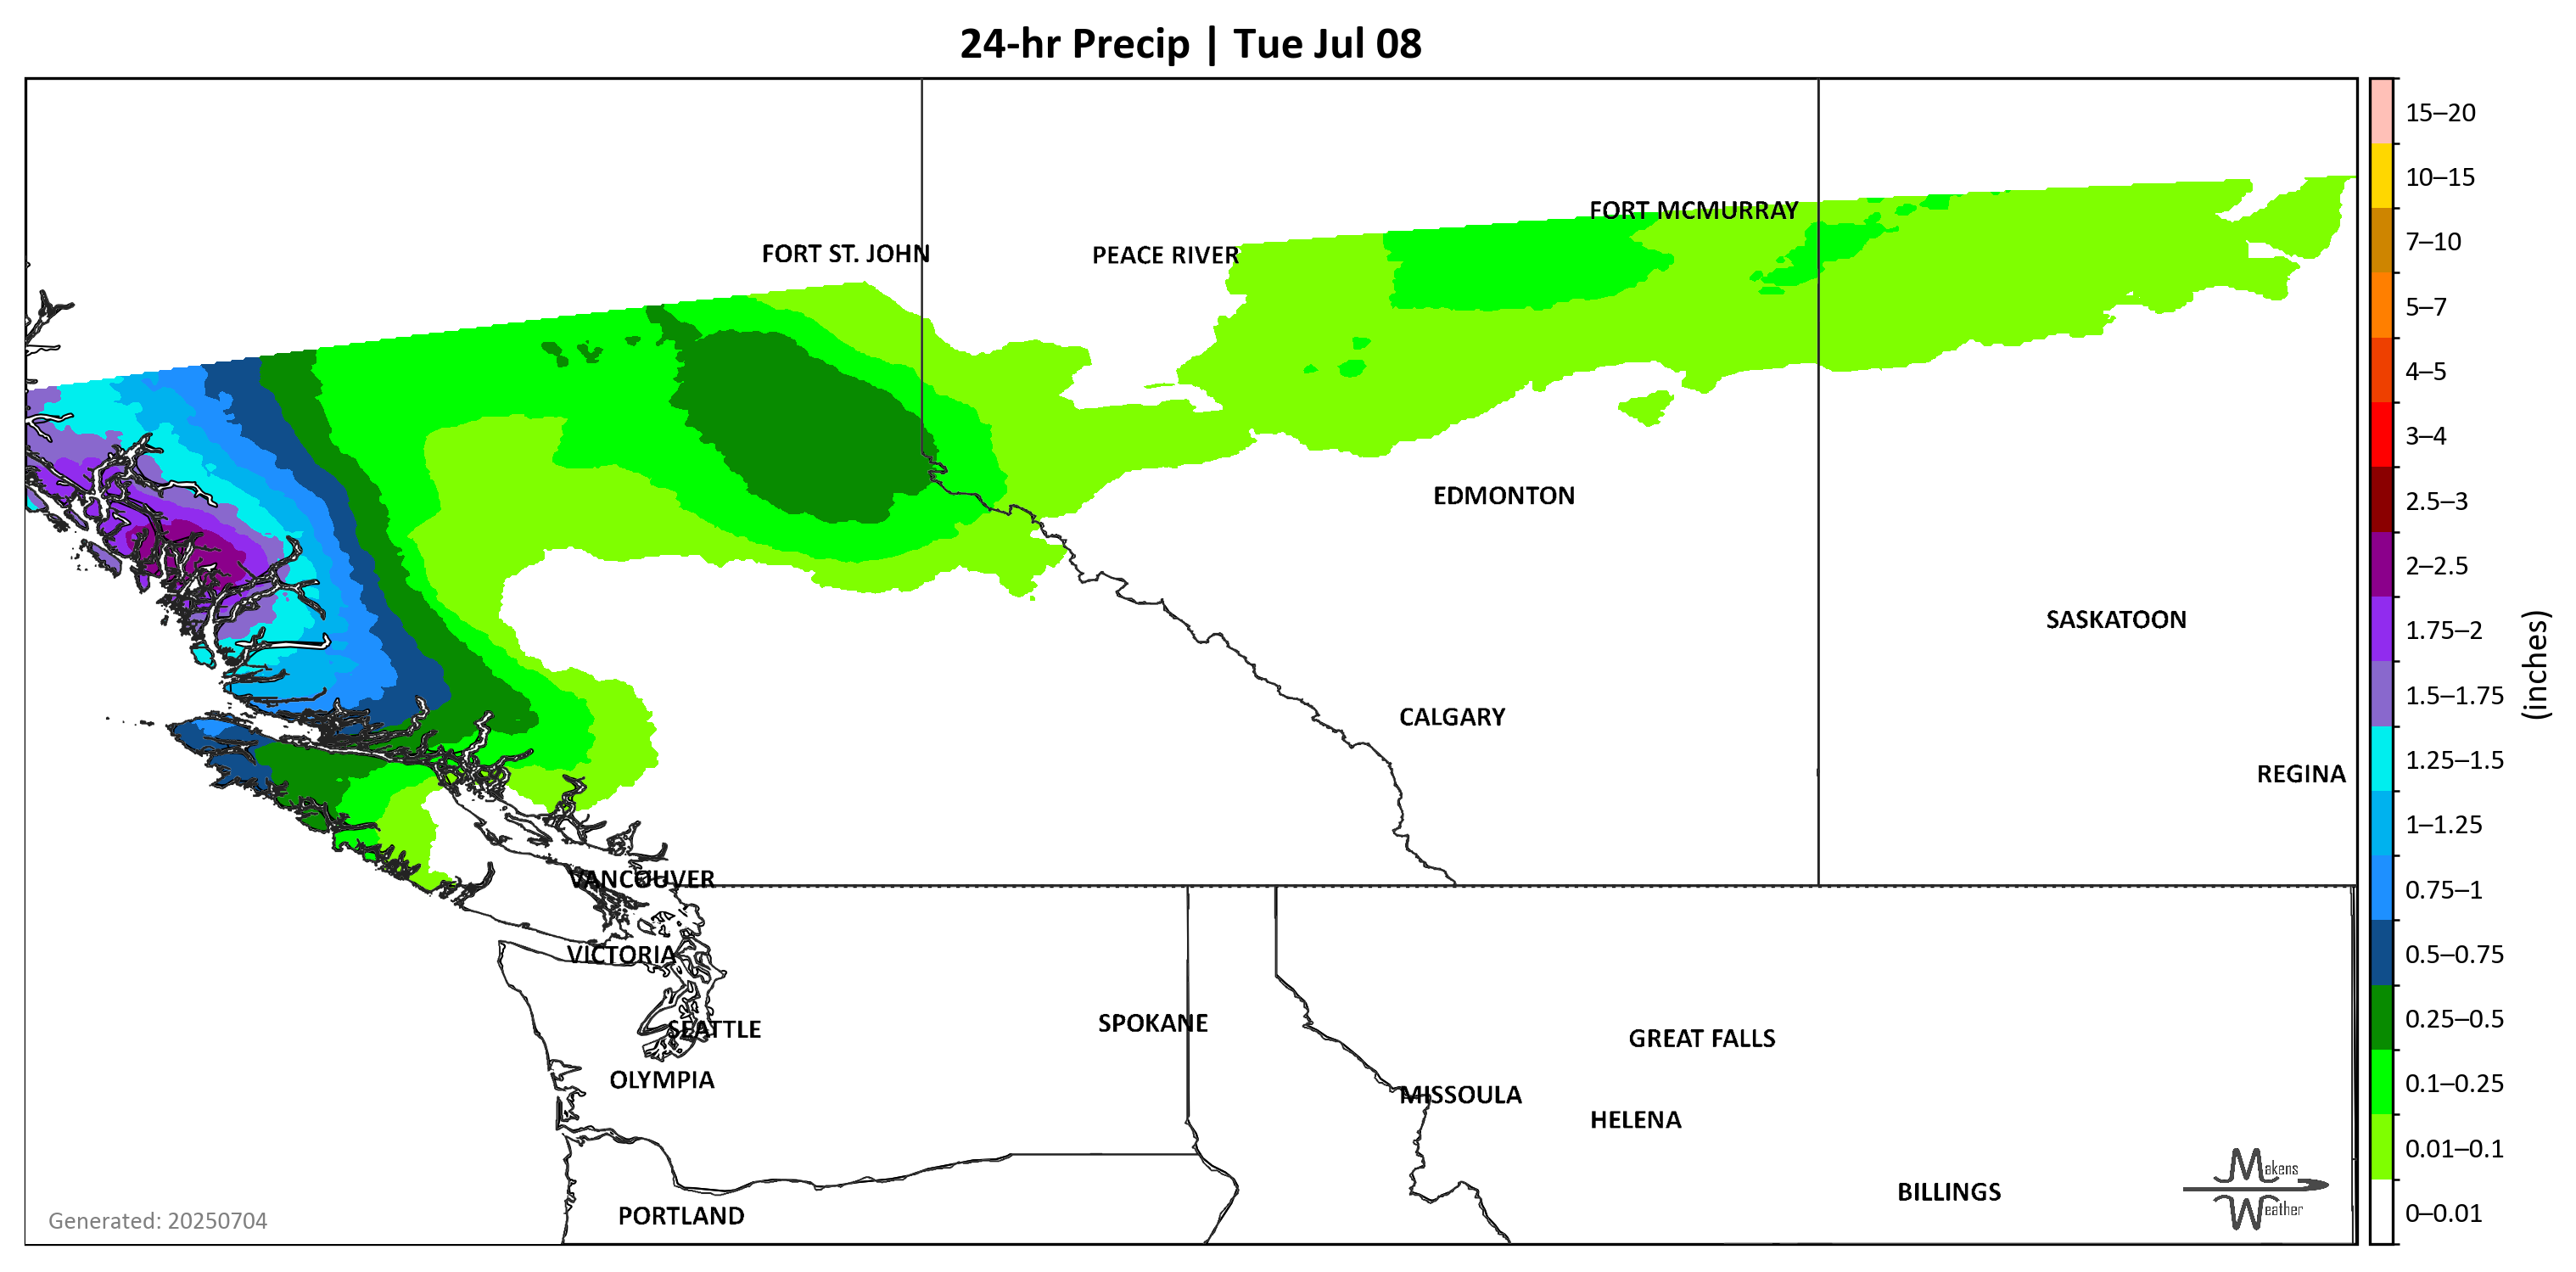 24-hr Precip | Tue Jul 08
15–20
10–15
FORT MCMURRAY
FORT ST. JOHN
PEACE RIVER
7–10
5–7
4–5
3–4
EDMONTON
2.5–3
2–2.5
SASKATOON
1.75–2
(inches)
1.5–1.75
CALGARY
1.25–1.5
REGINA
1–1.25
VANCOUVER
0.75–1
VICTORIA
0.5–0.75
SPOKANE
SEATTLE
0.25–0.5
GREAT FALLS
OLYMPIA
0.1–0.25
MISSOULA
HELENA
0.01–0.1
Makens
Weather
BILLINGS
PORTLAND
0–0.01
Generated: 20250704